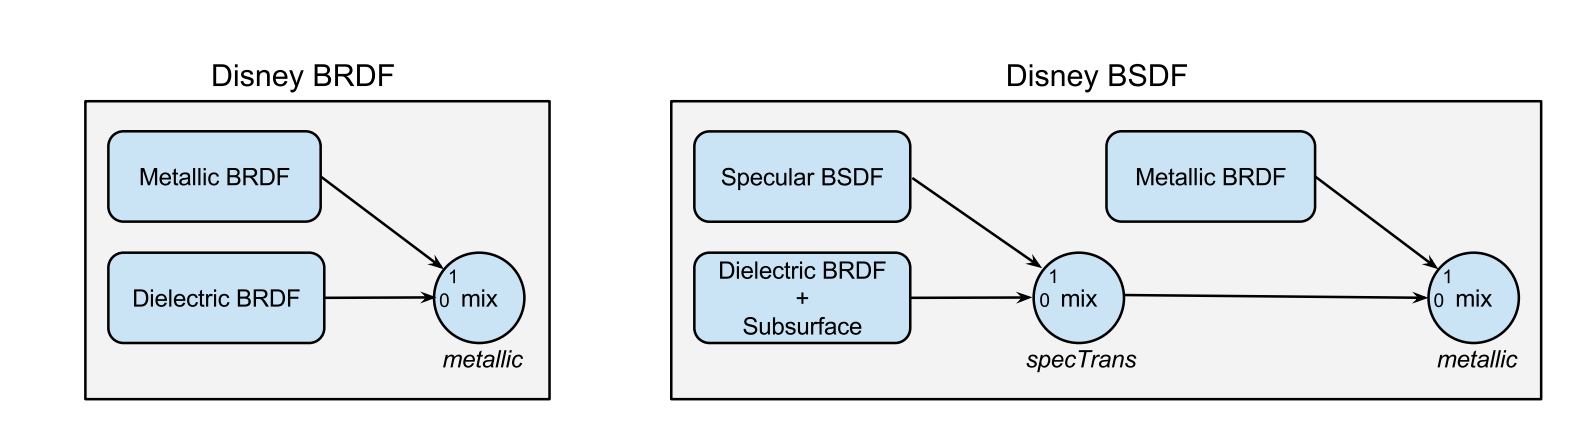 Disney BRDF
Metallic BRDF
Dielectric BRDF
1
0 mix
metallic
Disney BSDF
Specular BSDF
Metallic BRDF
Dielectric BRDF
+
Subsurface
1
0 mix
specTrans
1
0 mix
metallic